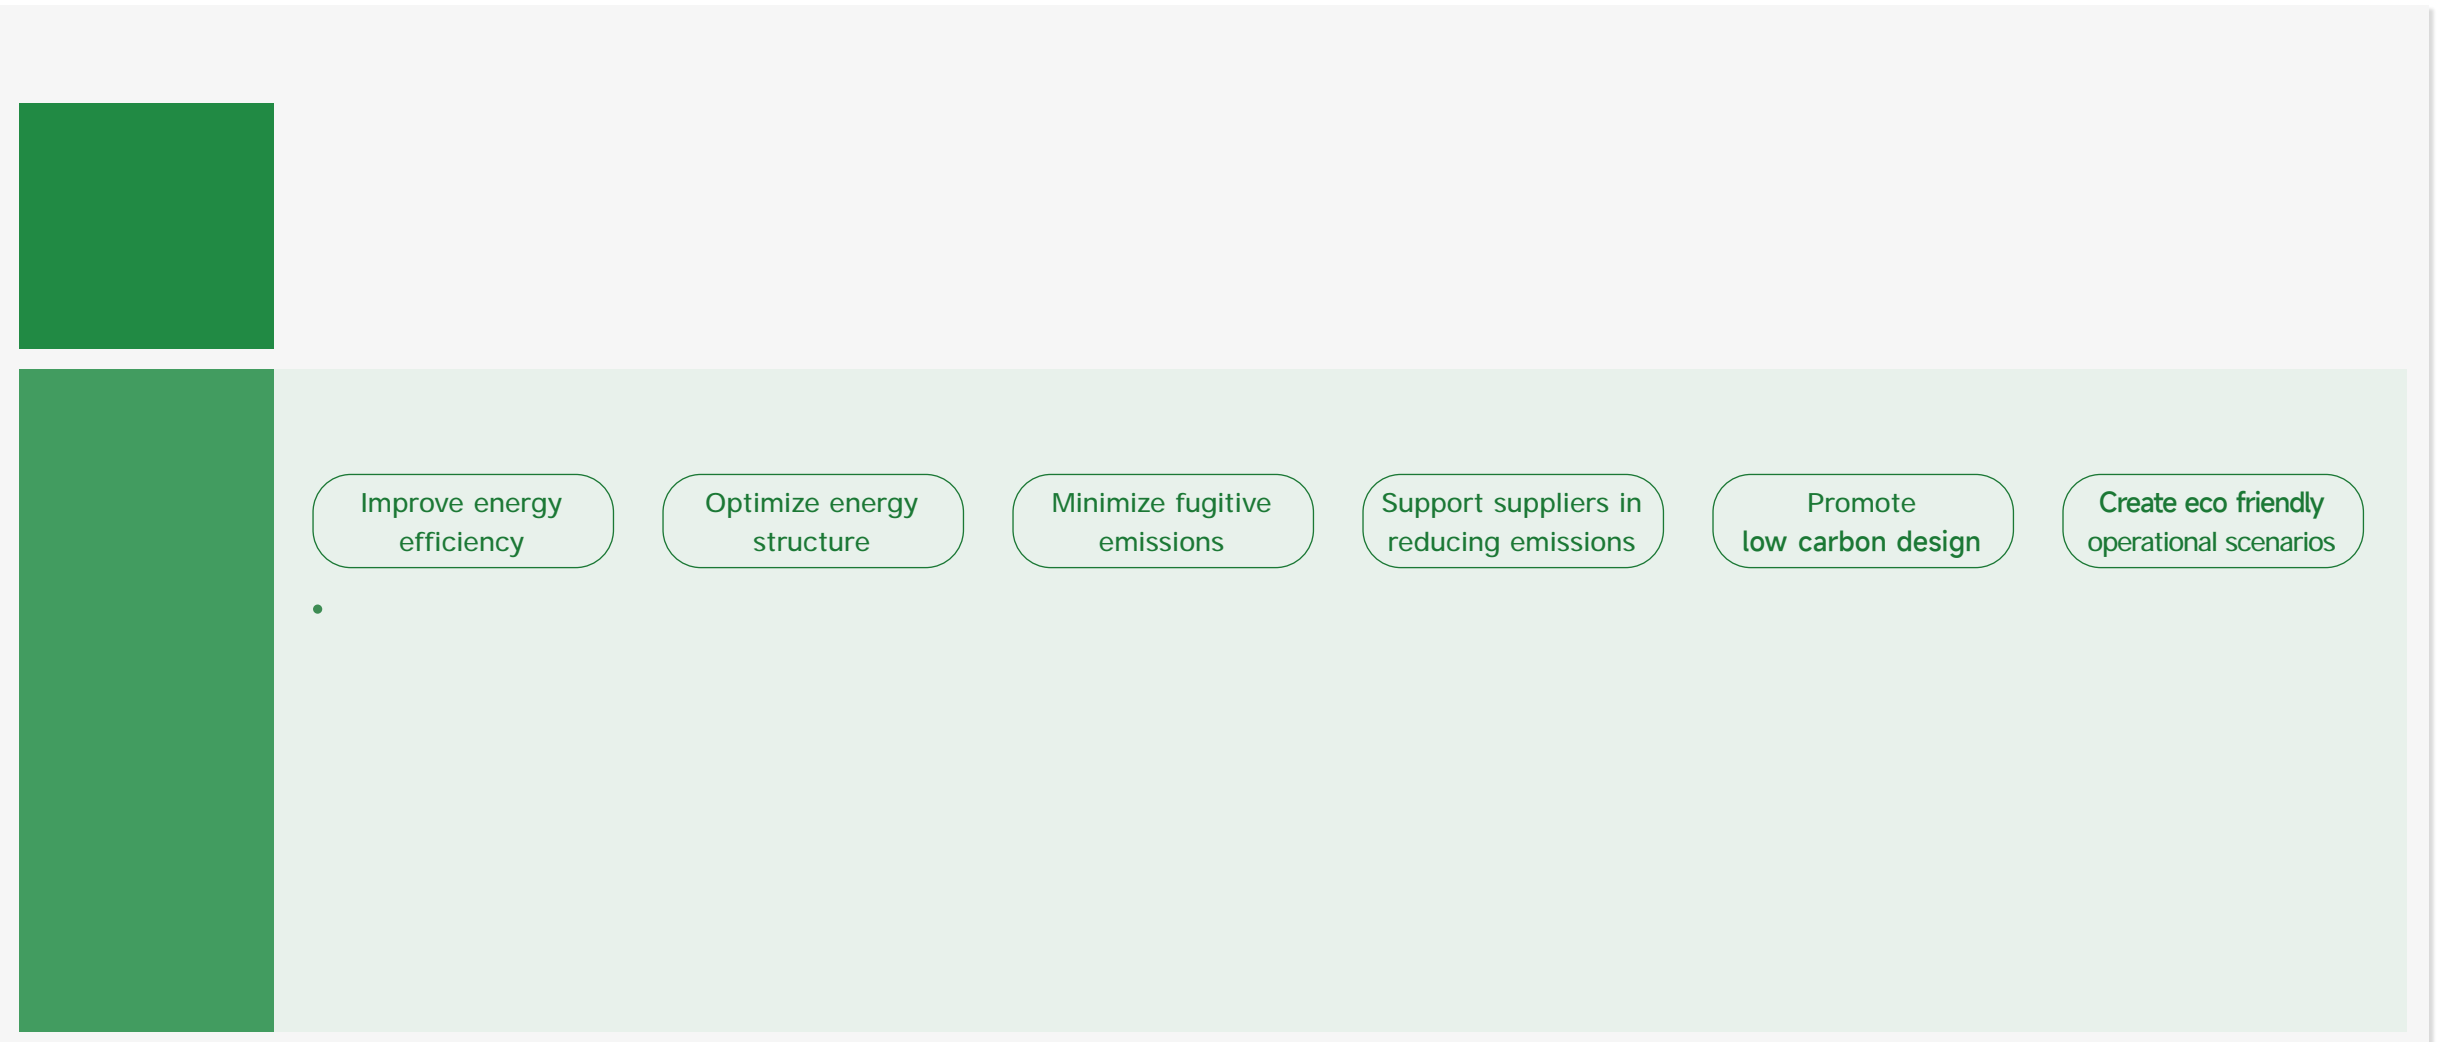 Improve energy
efficiency
Optimize energy
structure
Minimize fugitive
emissions
Support suppliers in
reducing emissions
Promote
low carbon design
Create eco friendly
operational scenarios
•